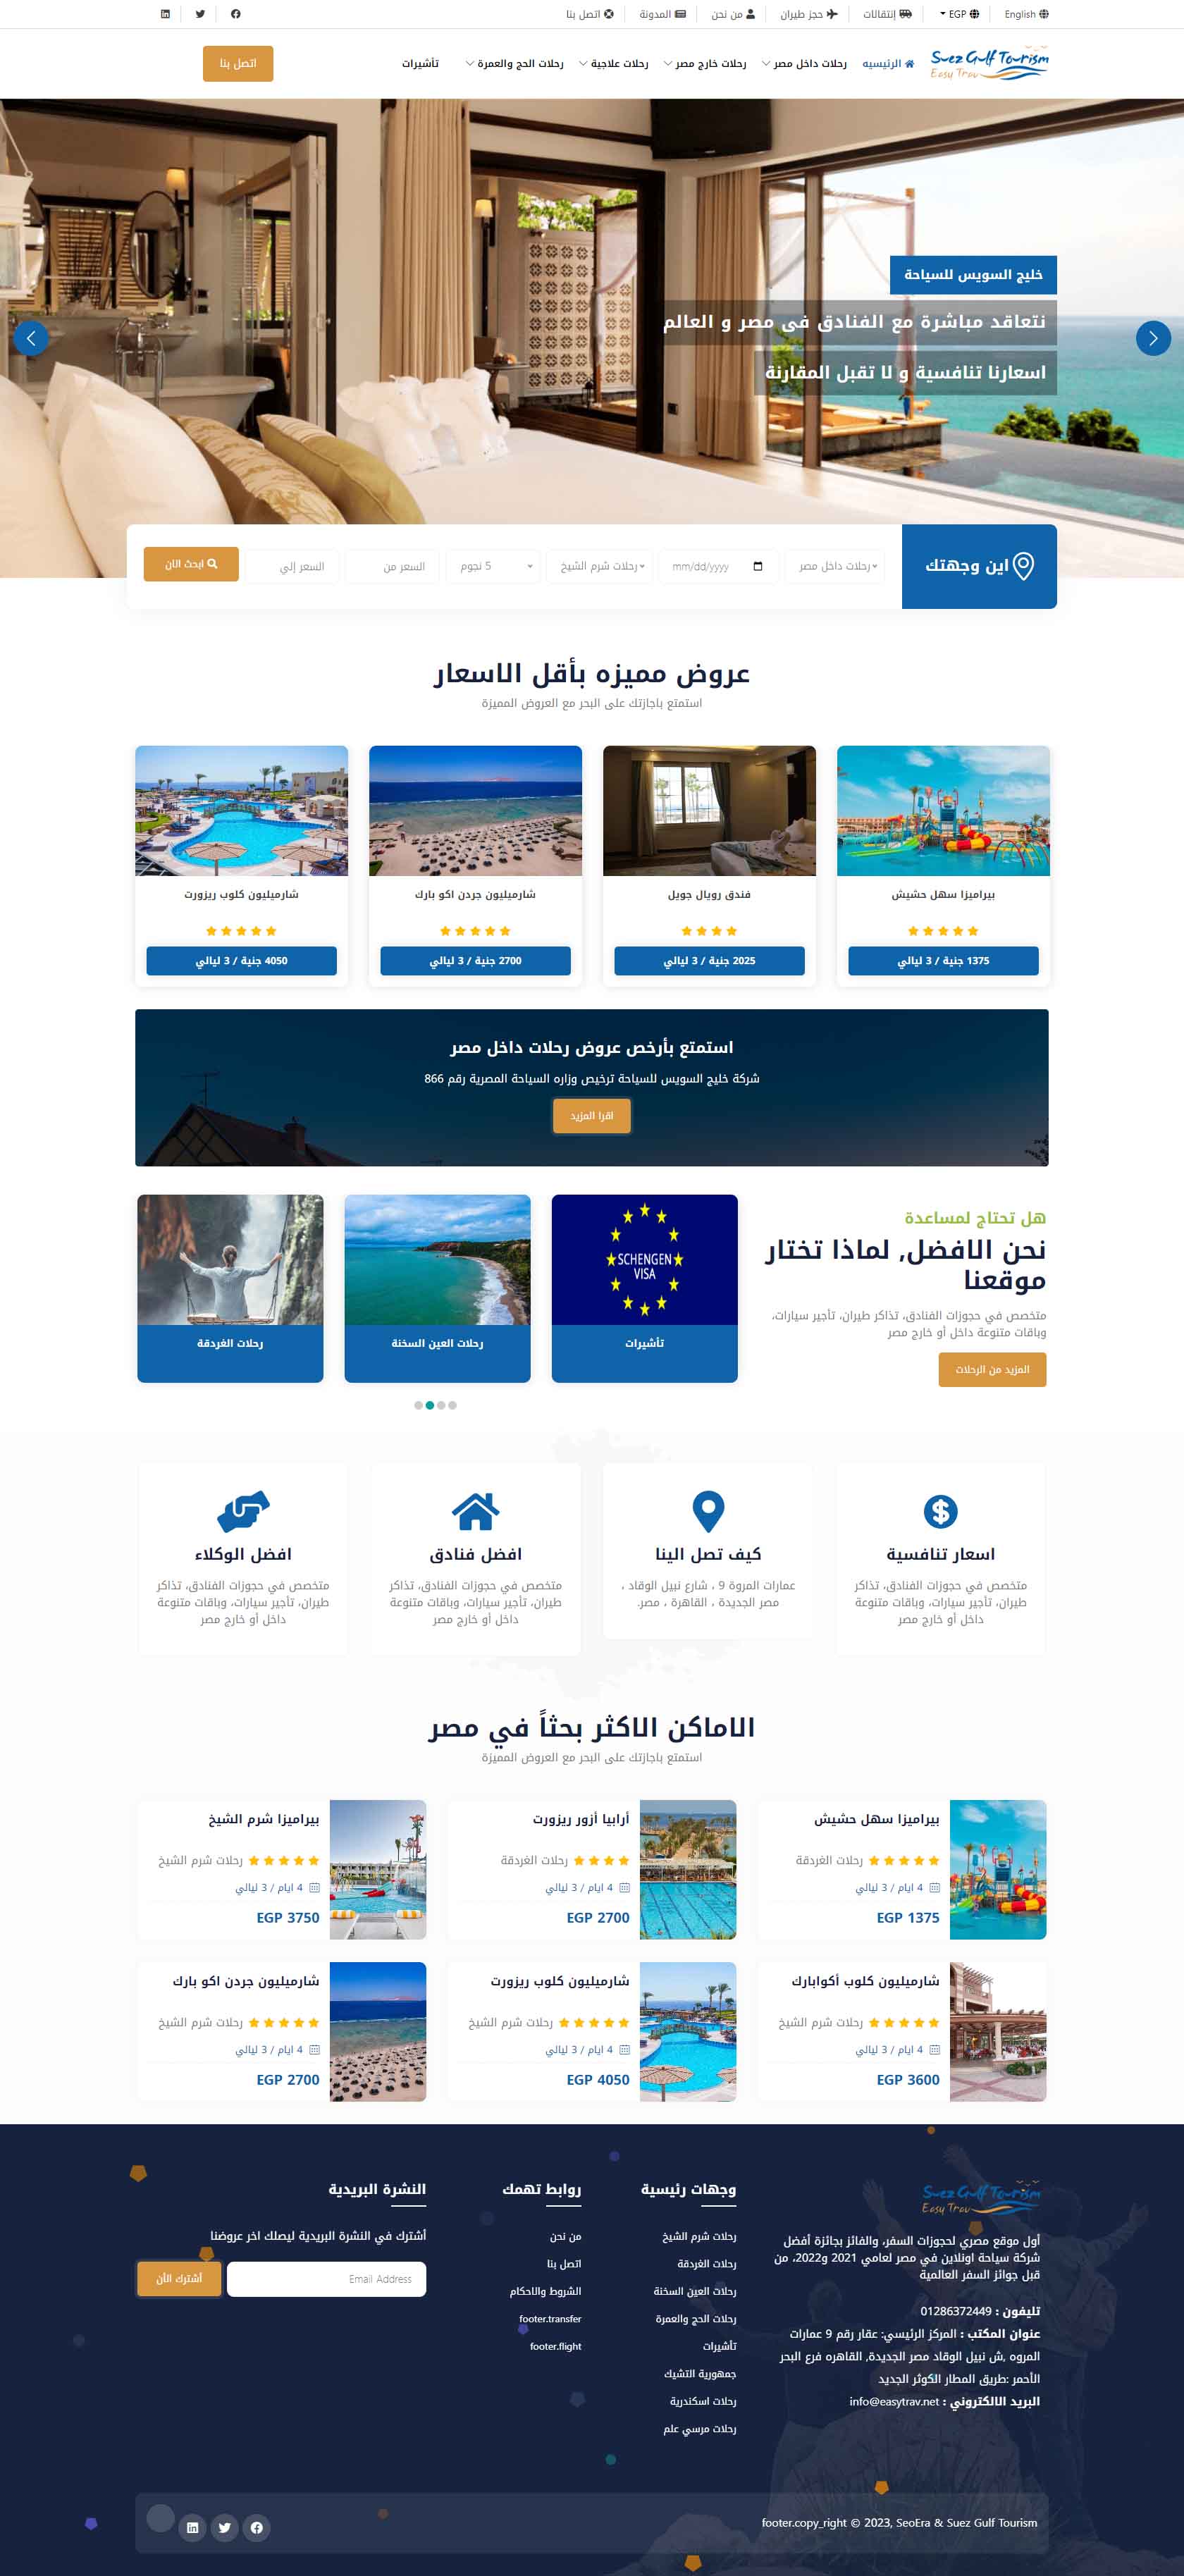 English
EGP
إنتقالات
حجز طيران
من نحن
المدونة
اتصل بنا
Suez Gulf Tourism
Easy Trav
الرئيسيه
رحلات داخل مصر
رحلات خارج مصر
رحلات علاجية
رحلات الحج والعمرة
تأشيرات
اتصل بنا
خليج السويس للسياحة
نتعاقد مباشرة مع الفنادق فى مصر و العالم
اسعارنا تنافسية و لا تقبل المقارنة
اين وجهتك
رحلات داخل مصر
mm/dd/yyyy
رحلات شرم الشيخ
5 نجوم
السعر من
السعر إلي
ابحث الان
عروض مميزه بأقل الاسعار
استمتع باجازتك على البحر مع العروض المميزة
بيراميزا سهل حشيش
1375 جنية / 3 ليالي
فندق رويال جويل
2025 جنية / 3 ليالي
شارميليون جردن اكو بارك
2700 جنية / 3 ليالي
شارميليون كلوب ريزورت
4050 جنية / 3 ليالي
استمتع بأرخص عروض رحلات داخل مصر
شركة خليج السويس للسياحة ترخيص وزاره السياحة المصرية رقم 866
اقرا المزيد
هل تحتاج لمساعدة
نحن الافضل, لماذا تختار
موقعنا
متخصص في حجوزات الفنادق، تذاكر طيران، تأجير سيارات،
وباقات متنوعة داخل أو خارج مصر
المزيد من الرحلات
SCHENGEN
VISA
تأشيرات
رحلات العين السخنة
رحلات الغردقة
اسعار تنافسية
متخصص في حجوزات الفنادق، تذاكر
طيران، تأجير سيارات، وباقات متنوعة
داخل أو خارج مصر
كيف تصل الينا
عمارات المروة 9 ، شارع نبيل الوقاد ،
مصر الجديدة ، القاهرة ، مصر.
افضل فنادق
متخصص في حجوزات الفنادق، تذاكر
طيران، تأجير سيارات، وباقات متنوعة
داخل أو خارج مصر
افضل الوكلاء
متخصص في حجوزات الفنادق، تذاكر
طيران، تأجير سيارات، وباقات متنوعة
داخل أو خارج مصر
الاماكن الاكثر بحثاً في مصر
استمتع باجازتك على البحر مع العروض المميزة
بيراميزا سهل حشيش
رحلات الغردقة
4 ايام / 3 ليالي
EGP 1375
أرابيا أزور ريزورت
رحلات الغردقة
4 ايام / 3 ليالي
EGP 2700
بيراميزا شرم الشيخ
رحلات شرم الشيخ
4 ايام / 3 ليالي
EGP 3750
شارميليون كلوب أكوابارك
رحلات شرم الشيخ
4 ايام / 3 ليالي
EGP 3600
شارميليون كلوب ريزورت
رحلات شرم الشيخ
4 ايام / 3 ليالي
EGP 4050
شارميليون جردن اكو بارك
رحلات شرم الشيخ
4 ايام / 3 ليالي
EGP 2700
Suez Gulf Tourism
Easy Trav
أول موقع مصري لحجوزات السفر، والفائز بجائزة أفضل
شركة سياحة اونلاين في مصر لعامي 2021 و2022، من
قبل جوائز السفر العالمية
تليفون : 01286372449
عنوان المكتب : المركز الرئيسي: عقار رقم 9 عمارات
المروه ,ش نبيل الوقاد مصر الجديدة, القاهره فرع البحر
الأحمر :طريق المطار الكوثر الجديد
البريد الالكتروني : info@easytrav.net
وجهات رئيسية
رحلات شرم الشيخ
رحلات الغردقة
رحلات العين السخنة
رحلات الحج والعمرة
تأشيرات
جمهورية التشيك
رحلات اسكندرية
رحلات مرسي علم
روابط تهمك
من نحن
اتصل بنا
الشروط والاحكام
footer.transfer
footer.flight
النشرة البريدية
أشترك في النشرة البريدية ليصلك اخر عروضنا
Email Address
أشترك الأن
footer.copy_right © 2023, SeoEra & Suez Gulf Tourism